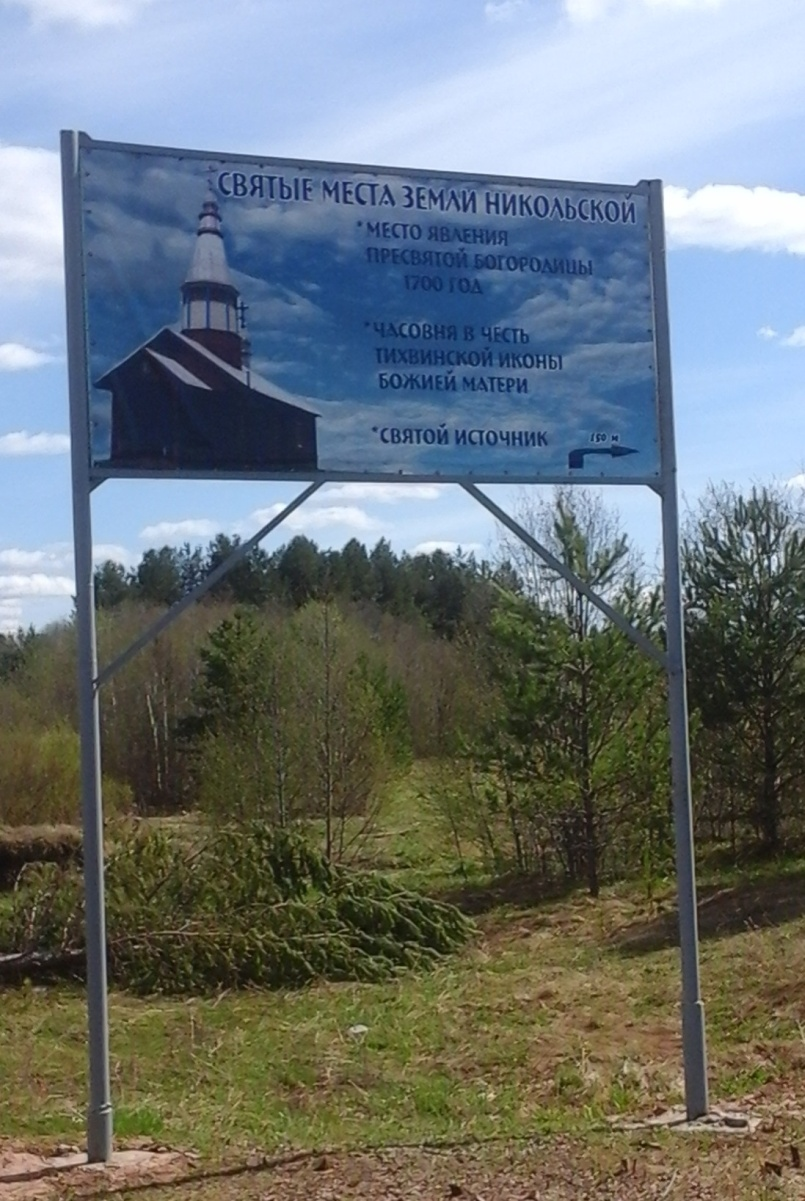 СВЯТЫЕ МЕСТА ЗЕМЛИ НИКОЛЬСКОЙ
*МЕСТО ЯВЛЕНИЯ
ПРЕСВЯТОЙ БОГОРОДИЦЫ
1700 ГОД
*ЧАСОВНЯ В ЧЕСТЬ
ТИХВИНСКОЙ ИКОНЫ
БОЖИЕЙ МАТЕРИ
*СВЯТОЙ ИСТОЧНИК
150 М